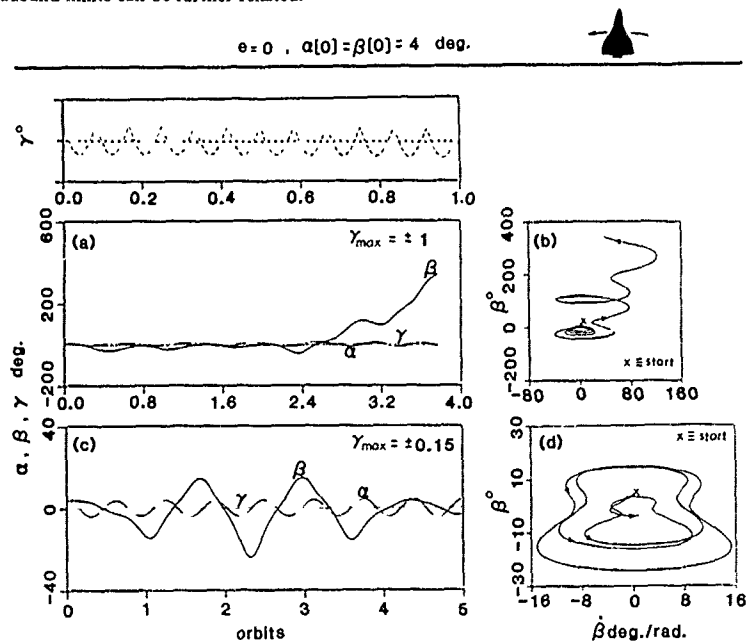 e = 0 , α[0] = β[0] = 4 deg.
γ°
0.0 0.2 0.4 0.6 0.8 1.0
600
200
-200
(a)
γmax = ± 1
β
γ
α
0.0 0.8 1.6 2.4 3.2 4.0
(b)
β°
400
200
0
-200
x
x ≡ start
-80 0 80 160
α , β , γ deg.
40
0
-40
(c)
γmax = ±0.15
β
γ
α
0 1 2 3 4 5
orbits
(d)
x ≡ start
β°
30
10
-10
-30
x
-16 -8 0 8 16
β̇ deg./rad.